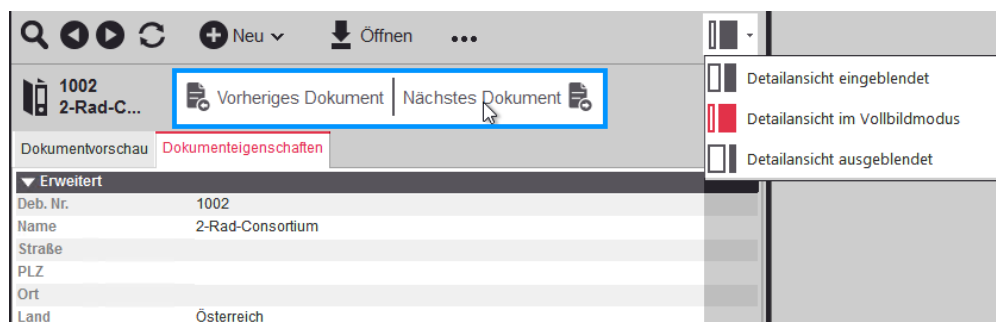 Neu
Öffnen
1002
2-Rad-C...
Vorheriges Dokument
Nächstes Dokument
Detailansicht eingeblendet
Detailansicht im Vollbildmodus
Detailansicht ausgeblendet
Dokumentvorschau
Dokumenteigenschaften
Erweitert
Deb. Nr. 1002
Name 2-Rad-Consortium
Straße
PLZ
Ort
Land Österreich